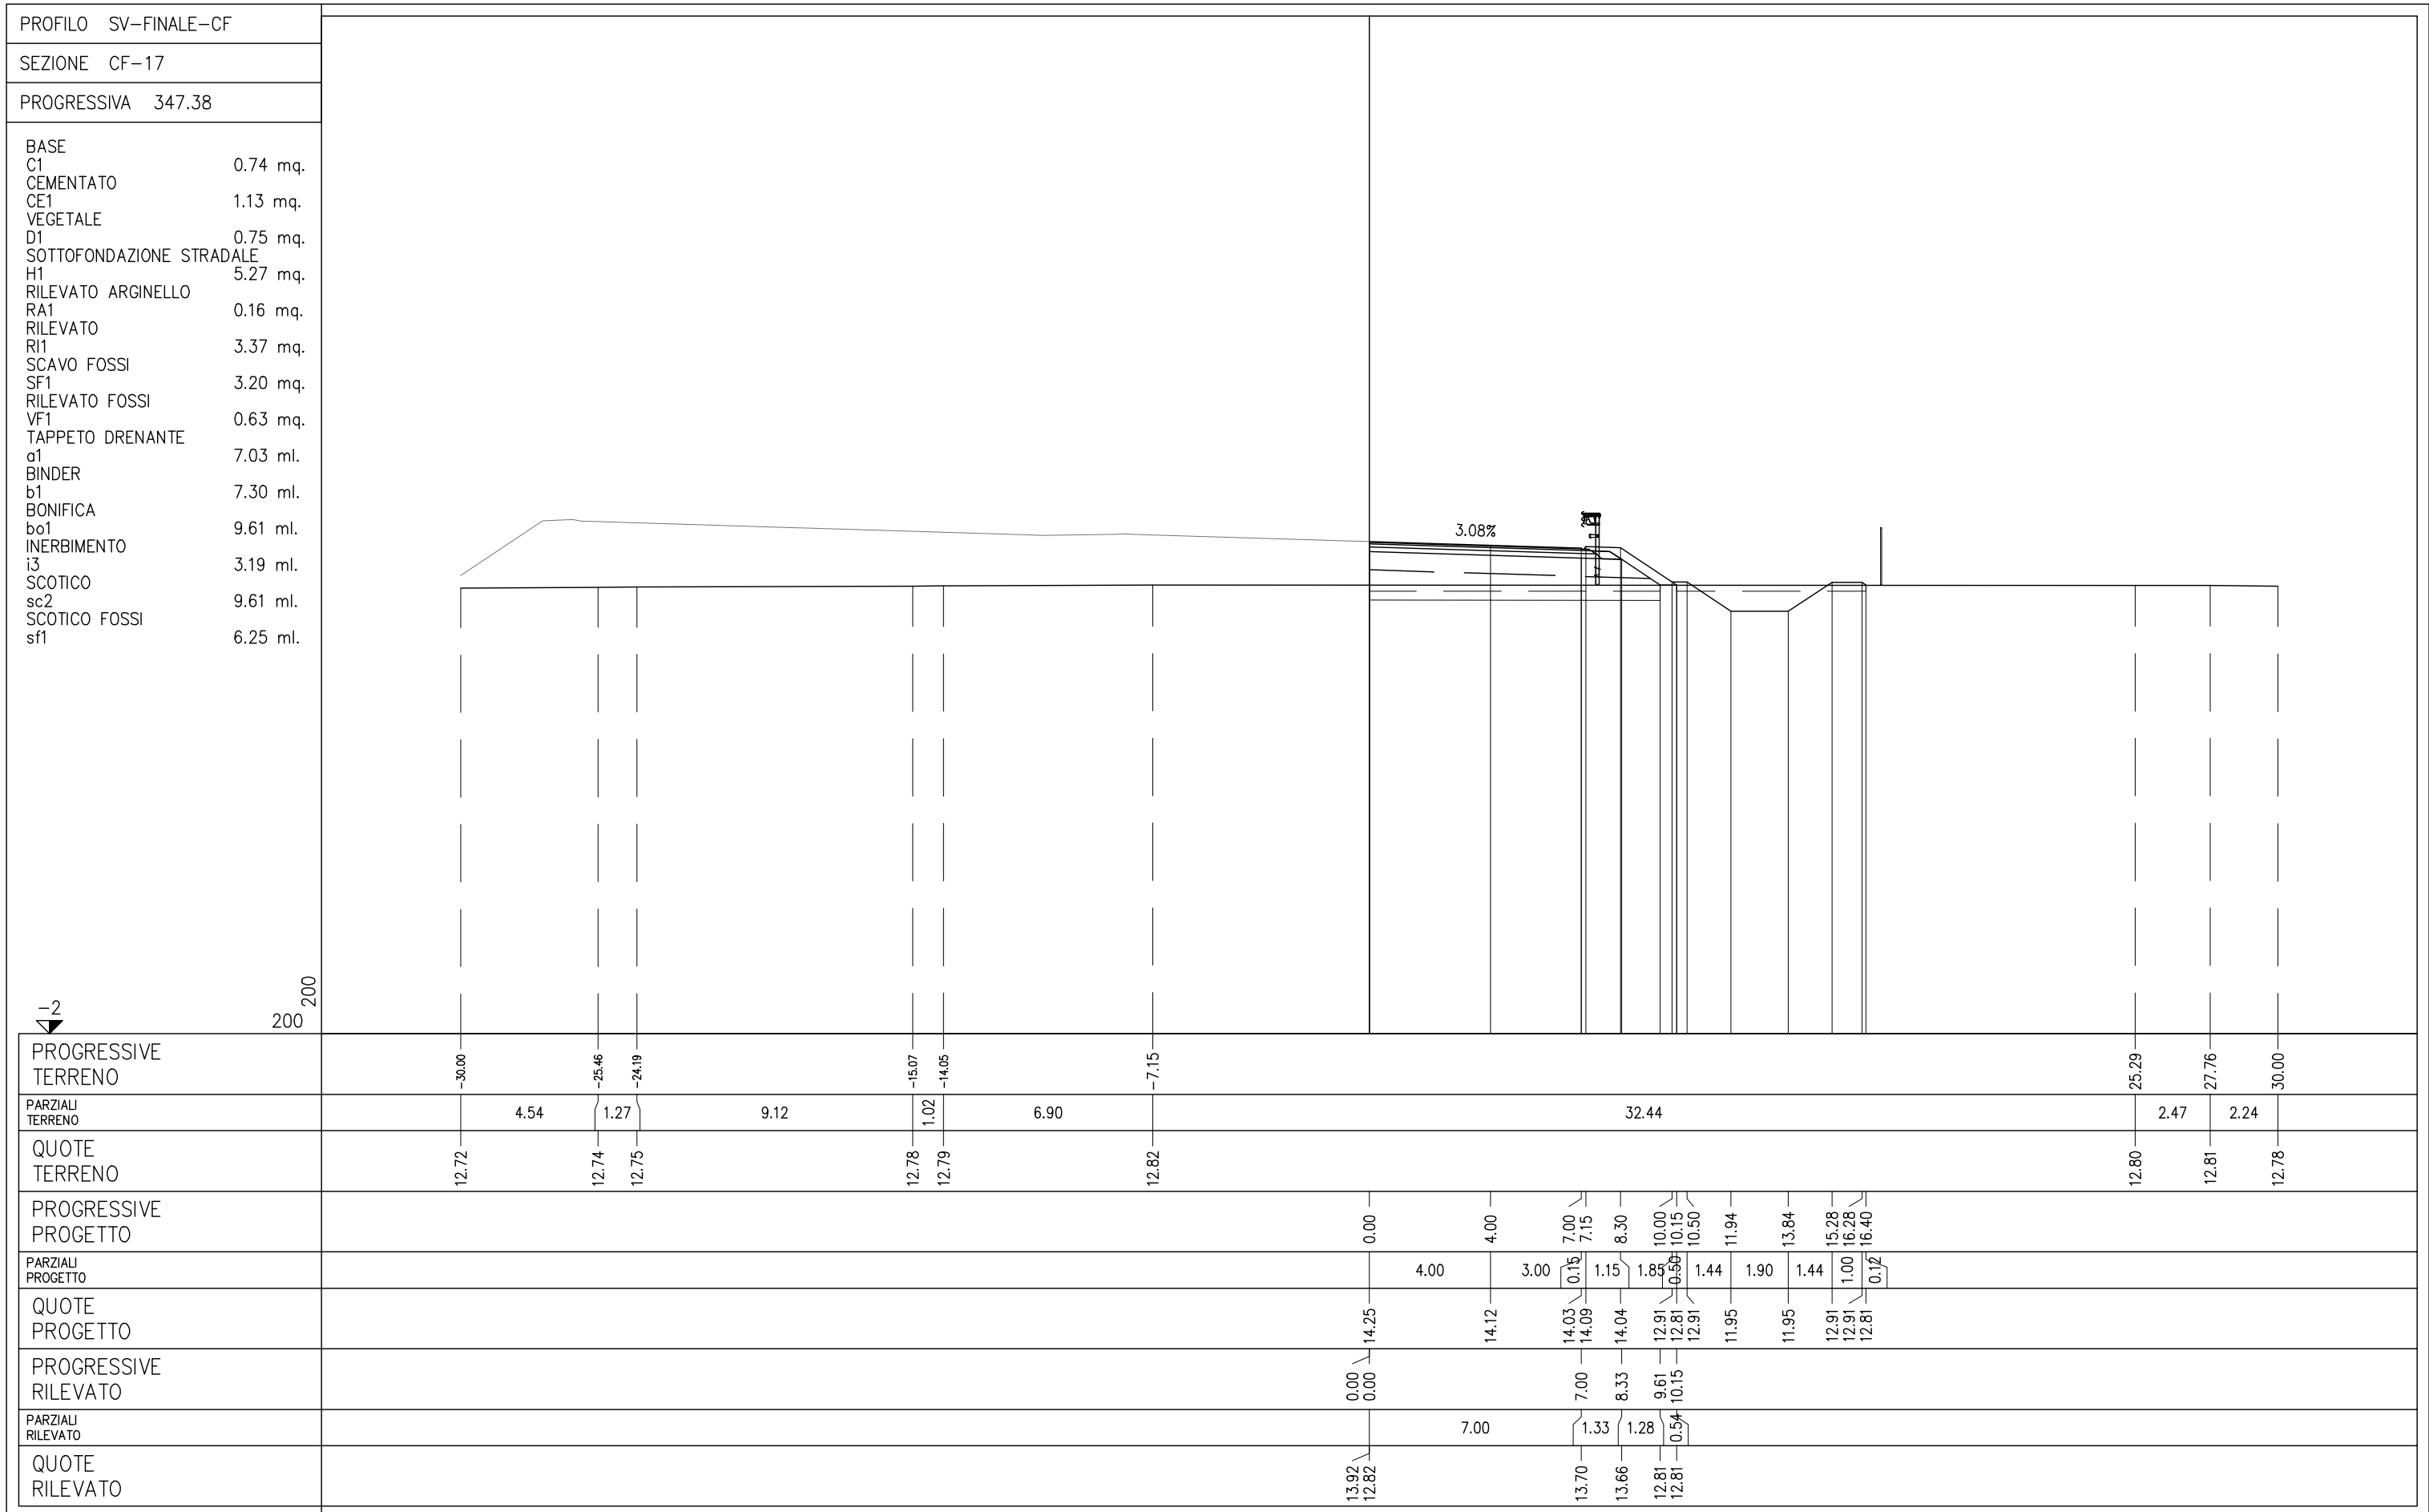 PROFILO SV-FINALE-CF
SEZIONE CF-17
PROGRESSIVA 347.38
BASE
C1 0.74 mq.
CEMENTATO
CE1 1.13 mq.
VEGETALE
D1 0.75 mq.
SOTTOFONDAZIONE STRADALE
H1 5.27 mq.
RILEVATO ARGINELLO
RA1 0.16 mq.
RILEVATO
RI1 3.37 mq.
SCAVO FOSSI
SF1 3.20 mq.
RILEVATO FOSSI
VF1 0.63 mq.
TAPPETO DRENANTE
a1 7.03 ml.
BINDER
b1 7.30 ml.
BONIFICA
bo1 9.61 ml.
INERBIMENTO
i3 3.19 ml.
SCOTICO
sc2 9.61 ml.
SCOTICO FOSSI
sf1 6.25 ml.
3.08%
-2
200
200
PROGRESSIVE
TERRENO
-30.00 -25.46 -24.19 -15.07 -14.05 -7.15 25.29 27.76 30.00
PARZIALI
TERRENO
4.54 1.27 9.12 1.02 6.90 32.44 2.47 2.24
QUOTE
TERRENO
12.72 12.74 12.75 12.78 12.79 12.82 12.80 12.81 12.78
PROGRESSIVE
PROGETTO
0.00 4.00 7.00 7.15 8.30 10.00 10.15 10.50 11.94 13.84 15.28 16.28 16.40
PARZIALI
PROGETTO
4.00 3.00 0.15 1.15 1.85 0.50 1.44 1.90 1.44 1.00 0.12
QUOTE
PROGETTO
14.25 14.12 14.03 14.09 14.04 12.91 12.81 12.91 11.95 11.95 12.91 12.91 12.81
PROGRESSIVE
RILEVATO
0.00 0.00 7.00 8.33 9.61 10.15
PARZIALI
RILEVATO
7.00 1.33 1.28 0.54
QUOTE
RILEVATO
13.92 12.82 13.70 13.66 12.81 12.81